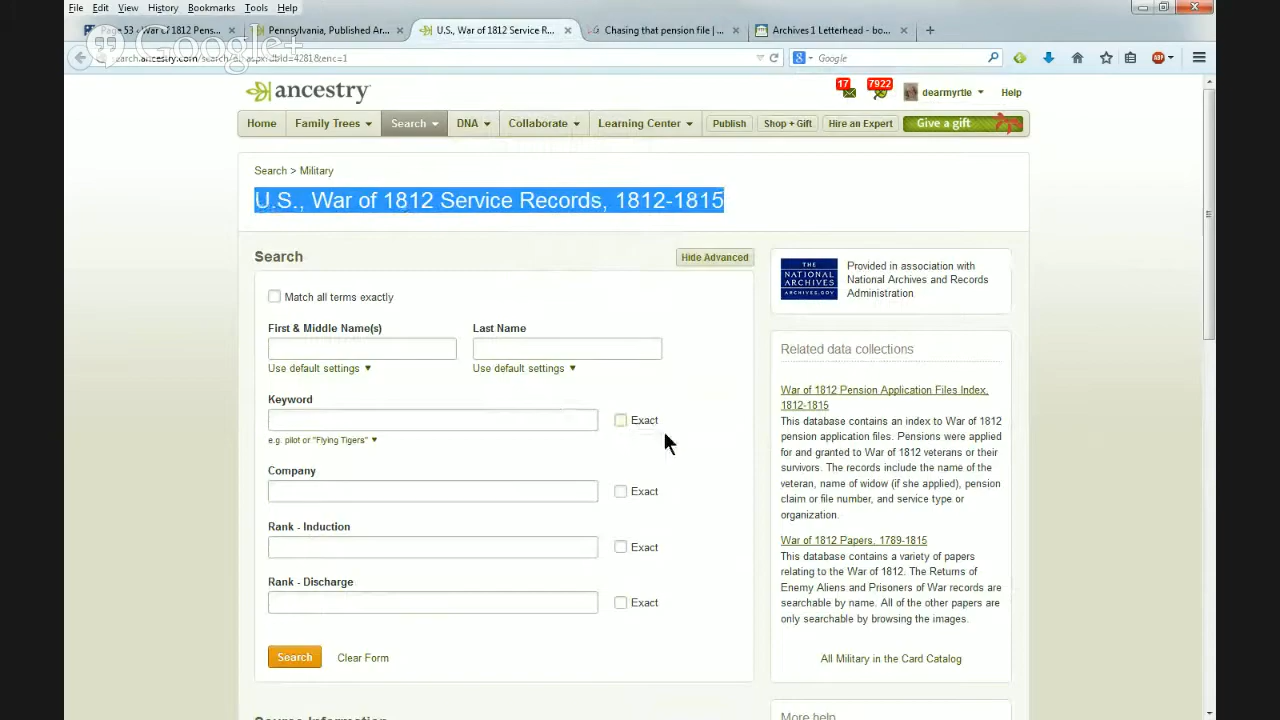 File Edit View History Bookmarks Tools Help
Page 53 - War of 1812 Pens...
Pennsylvania, Published Ar...
U.S., War of 1812 Service R...
Chasing that pension file | ...
Archives 1 Letterhead - bo...
Google+
Google
ancestry
17
7922
dearmyrtle
Help
Home Family Trees Search DNA Collaborate Learning Center Publish Shop + Gift Hire an Expert Give a gift
Search > Military
U.S., War of 1812 Service Records, 1812-1815
Search
Hide Advanced
Match all terms exactly
First & Middle Name(s) Last Name
Use default settings Use default settings
Keyword
Exact
e.g. pilot or "Flying Tigers"
Company
Exact
Rank - Induction
Exact
Rank - Discharge
Exact
Search Clear Form
THE
NATIONAL
ARCHIVES
ARCHIVES.GOV
Provided in association with
National Archives and Records
Administration
Related data collections
War of 1812 Pension Application Files Index,
1812-1815
This database contains an index to War of 1812
pension application files. Pensions were applied
for and granted to War of 1812 veterans or their
survivors. The records include the name of the
veteran, name of widow (if she applied), pension
claim or file number, and service type or
organization.
War of 1812 Papers, 1789-1815
This database contains a variety of papers
relating to the War of 1812. The Returns of
Enemy Aliens and Prisoners of War records are
searchable by name. All of the other papers are
only searchable by browsing the images.
All Military in the Card Catalog
More help